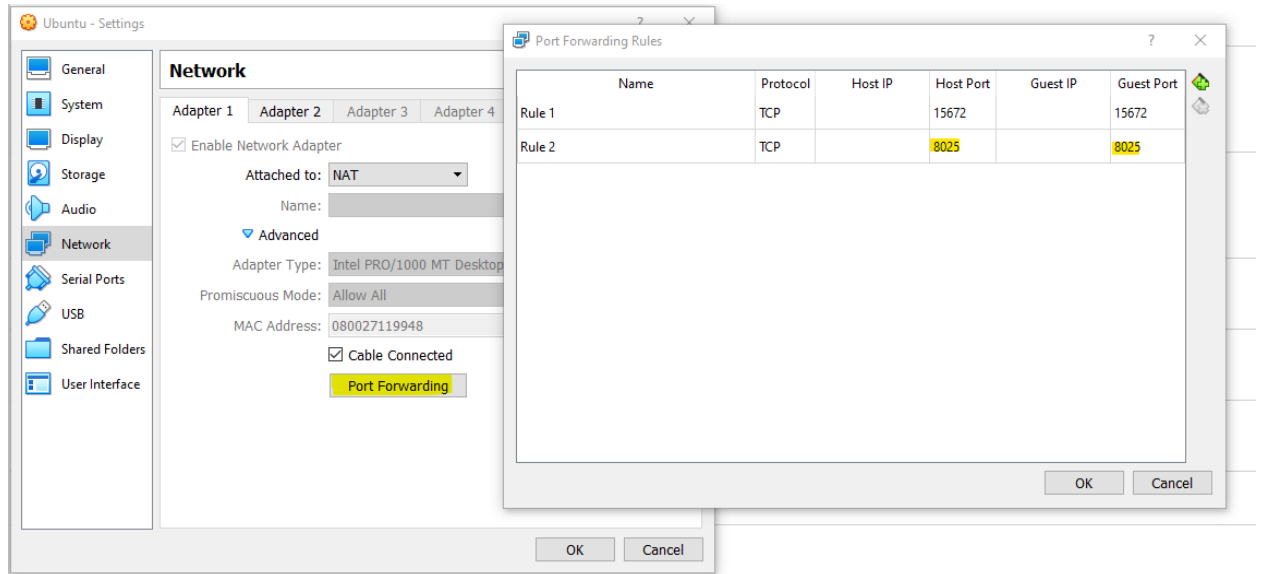 Ubuntu - Settings
?
General
System
Display
Storage
Audio
Network
Serial Ports
USB
Shared Folders
User Interface
Network
Adapter 1 Adapter 2 Adapter 3 Adapter 4
Enable Network Adapter
Attached to: NAT
Name:
Advanced
Adapter Type: Intel PRO/1000 MT Desktop
Promiscuous Mode: Allow All
MAC Address: 080027119948
Cable Connected
Port Forwarding
OK Cancel
Port Forwarding Rules
?
Name Protocol Host IP Host Port Guest IP Guest Port
Rule 1 TCP 15672 15672
Rule 2 TCP 8025 8025
OK Cancel